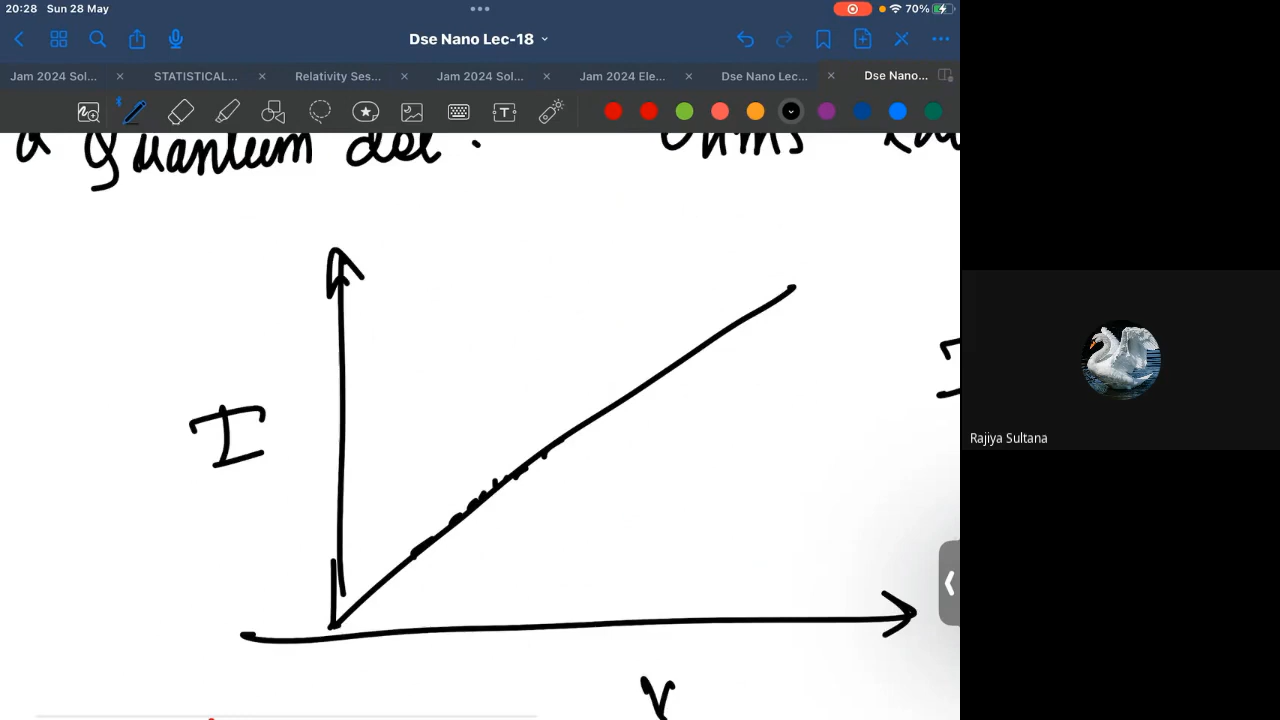 20:28 Sun 28 May
70%
Dse Nano Lec-18
Jam 2024 Sol...
STATISTICAL...
Relativity Ses...
Jam 2024 Sol...
Jam 2024 Ele...
Dse Nano Lec...
Dse Nano...
a Quantum dot. Ohms
I
V
Rajiya Sultana